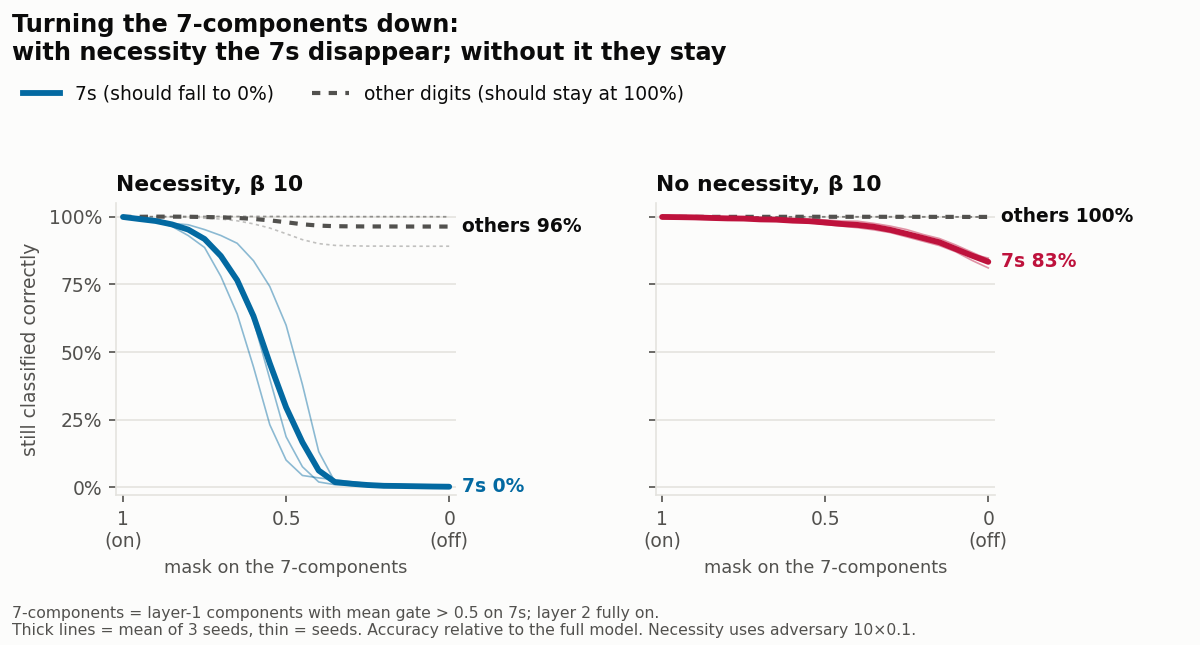 Turning the 7-components down:
with necessity the 7s disappear; without it they stay
7s (should fall to 0%)
other digits (should stay at 100%)
Necessity, β 10
still classified correctly
100%
75%
50%
25%
0%
others 96%
7s 0%
1
(on)
0.5
0
(off)
mask on the 7-components
No necessity, β 10
others 100%
7s 83%
1
(on)
0.5
0
(off)
mask on the 7-components
7-components = layer-1 components with mean gate > 0.5 on 7s; layer 2 fully on.
Thick lines = mean of 3 seeds, thin = seeds. Accuracy relative to the full model. Necessity uses adversary 10×0.1.